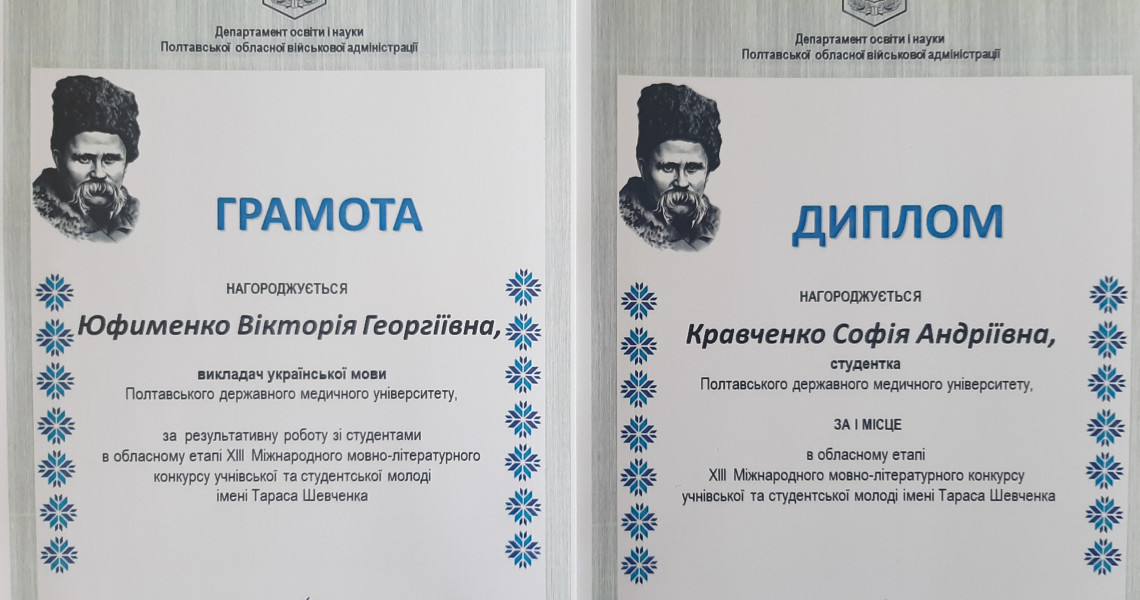 Департамент освіти і науки
Полтавської обласної військової адміністрації
ГРАМОТА
НАГОРОДЖУЄТЬСЯ
Юфименко Вікторія Георгіївна,
викладач української мови
Полтавського державного медичного університету,
за результативну роботу зі студентами
в обласному етапі XIII Міжнародного мовно-літературного
конкурсу учнівської та студентської молоді
імені Тараса Шевченка
Департамент освіти і науки
Полтавської обласної військової адміністрації
ДИПЛОМ
НАГОРОДЖУЄТЬСЯ
Кравченко Софія Андріївна,
студентка
Полтавського державного медичного університету,
ЗА І МІСЦЕ
в обласному етапі
XIII Міжнародного мовно-літературного конкурсу
учнівської та студентської молоді імені Тараса Шевченка